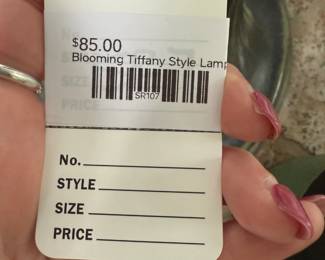 $85.00
Blooming Tiffany Style Lamp
SR107
No.
STYLE
SIZE
PRICE